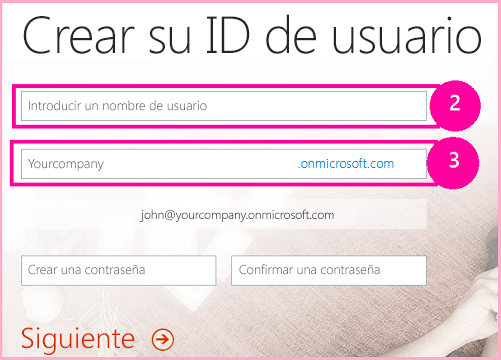 Crear su ID de usuario
Introducir un nombre de usuario
2
Yourcompany .onmicrosoft.com
3
john@yourcompany.onmicrosoft.com
Crear una contraseña Confirmar una contraseña
Siguiente